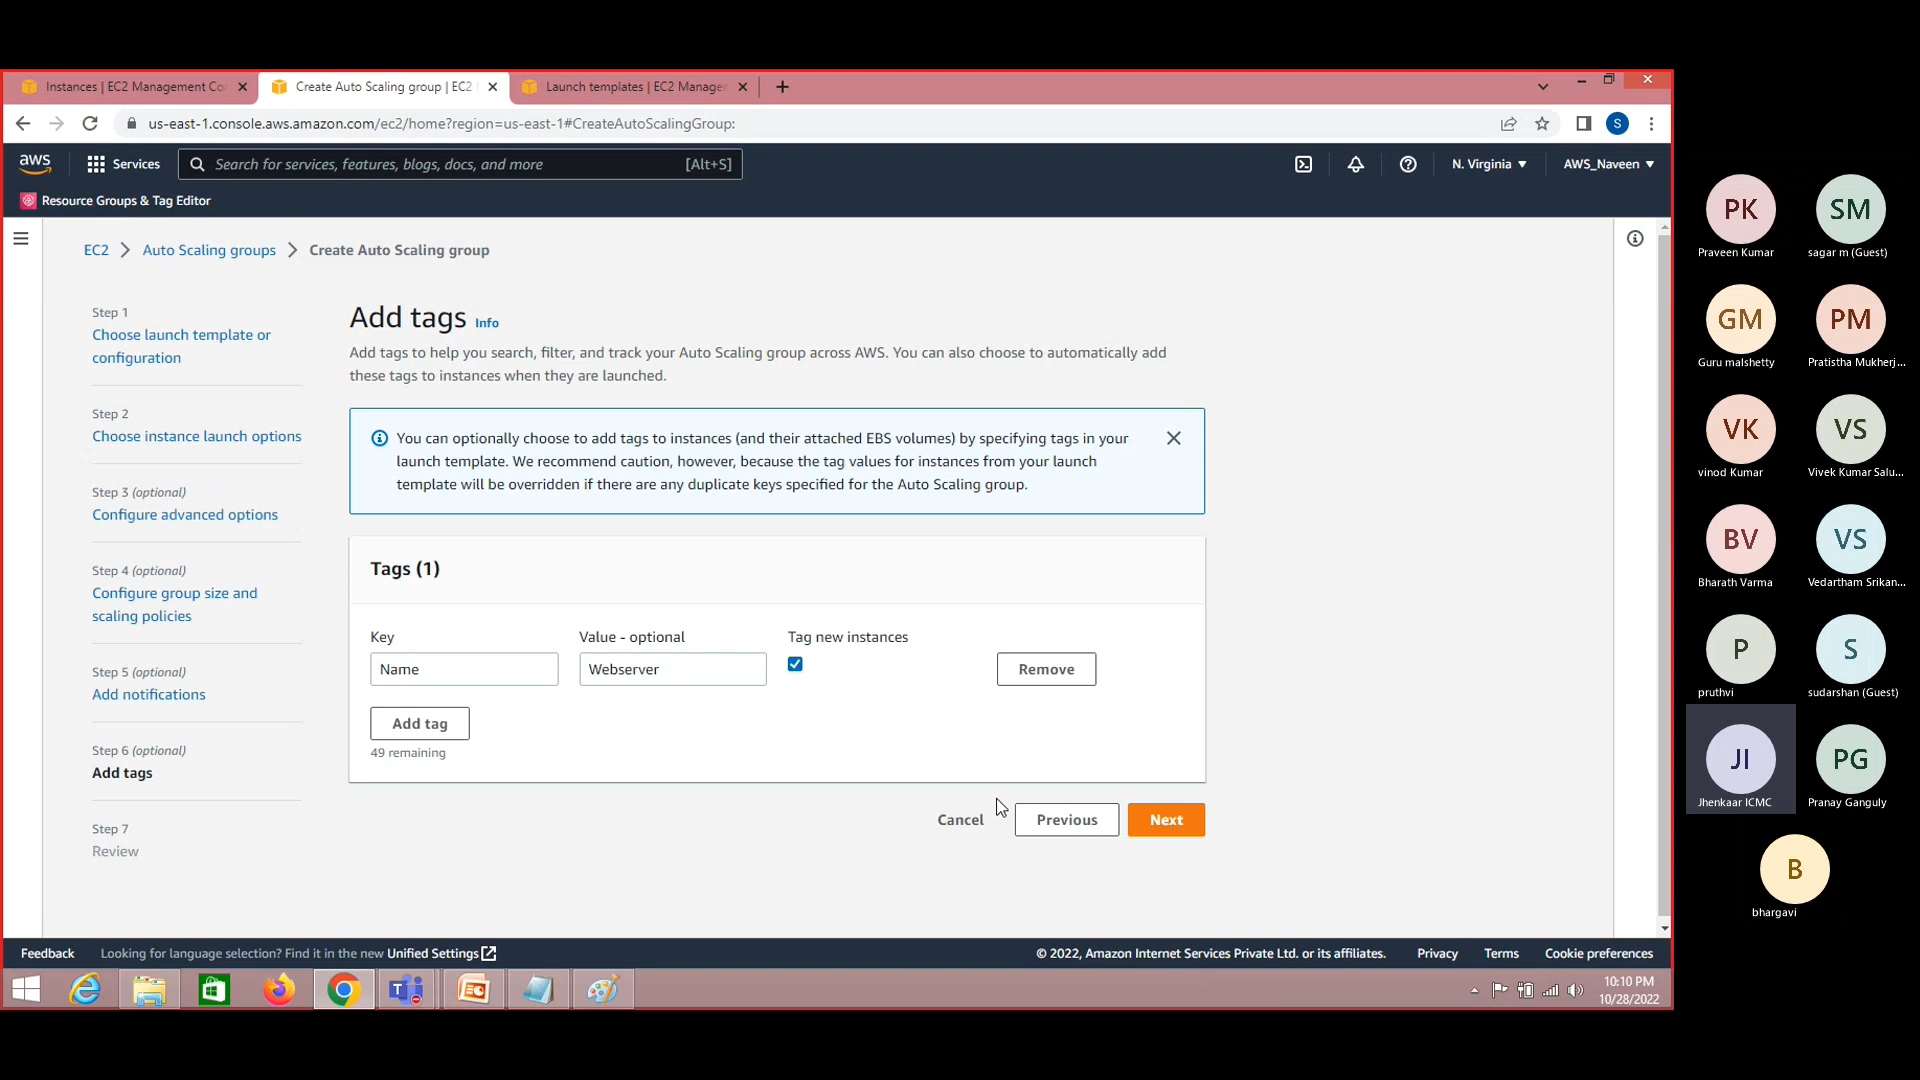 Instances | EC2 Management Co
Create Auto Scaling group | EC2
Launch templates | EC2 Manage
us-east-1.console.aws.amazon.com/ec2/home?region=us-east-1#CreateAutoScalingGroup:
S
aws
Services
Search for services, features, blogs, docs, and more
[Alt+S]
N. Virginia
AWS_Naveen
Resource Groups & Tag Editor
EC2
Auto Scaling groups
Create Auto Scaling group
Step 1
Choose launch template or
configuration
Step 2
Choose instance launch options
Step 3 (optional)
Configure advanced options
Step 4 (optional)
Configure group size and
scaling policies
Step 5 (optional)
Add notifications
Step 6 (optional)
Add tags
Step 7
Review
Add tags Info
Add tags to help you search, filter, and track your Auto Scaling group across AWS. You can also choose to automatically add
these tags to instances when they are launched.
You can optionally choose to add tags to instances (and their attached EBS volumes) by specifying tags in your
launch template. We recommend caution, however, because the tag values for instances from your launch
template will be overridden if there are any duplicate keys specified for the Auto Scaling group.
Tags (1)
Key
Value - optional
Tag new instances
Name
Webserver
Remove
Add tag
49 remaining
Cancel
Previous
Next
Feedback
Looking for language selection? Find it in the new Unified Settings
© 2022, Amazon Internet Services Private Ltd. or its affiliates.
Privacy
Terms
Cookie preferences
10:10 PM
10/28/2022
PK
Praveen Kumar
SM
sagar m (Guest)
GM
Guru malshetty
PM
Pratistha Mukherj...
VK
vinod Kumar
VS
Vivek Kumar Salu...
BV
Bharath Varma
VS
Vedartham Srikan...
P
pruthvi
S
sudarshan (Guest)
JI
Jhenkaar ICMC
PG
Pranay Ganguly
B
bhargavi